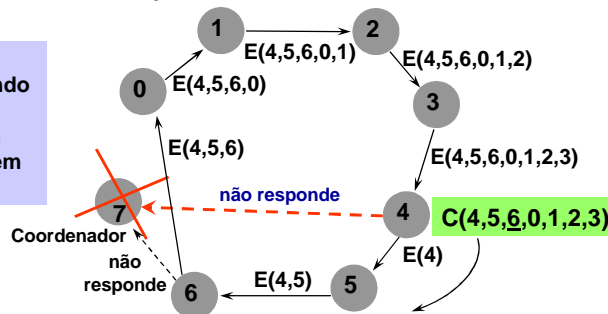 1
2
E(4,5,6,0,1)
E(4,5,6,0,1,2)
0
E(4,5,6,0)
3
E(4,5,6)
E(4,5,6,0,1,2,3)
não responde
7
4
C(4,5,6,0,1,2,3)
Coordenador
E(4)
não
responde
E(4,5)
6
5